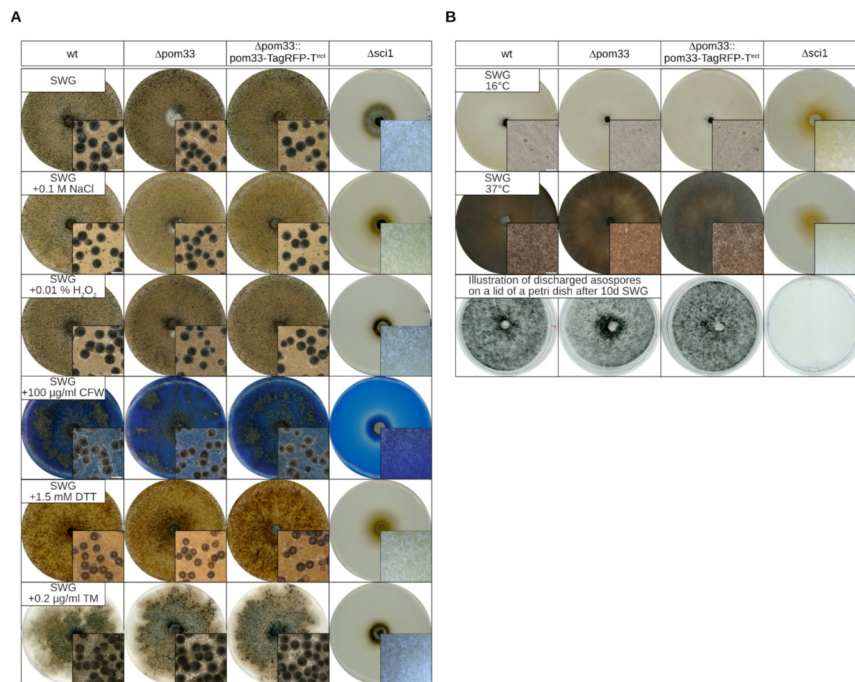 A
wt
Δpom33
Δpom33::
pom33-TagRFP-Tect
Δsci1
SWG
SWG
+0.1 M NaCl
SWG
+0.01 % H2O2
SWG
+100 µg/ml CFW
SWG
+1.5 mM DTT
SWG
+0.2 µg/ml TM
B
wt
Δpom33
Δpom33::
pom33-TagRFP-Tect
Δsci1
SWG
16°C
SWG
37°C
Illustration of discharged asospores
on a lid of a petri dish after 10d SWG